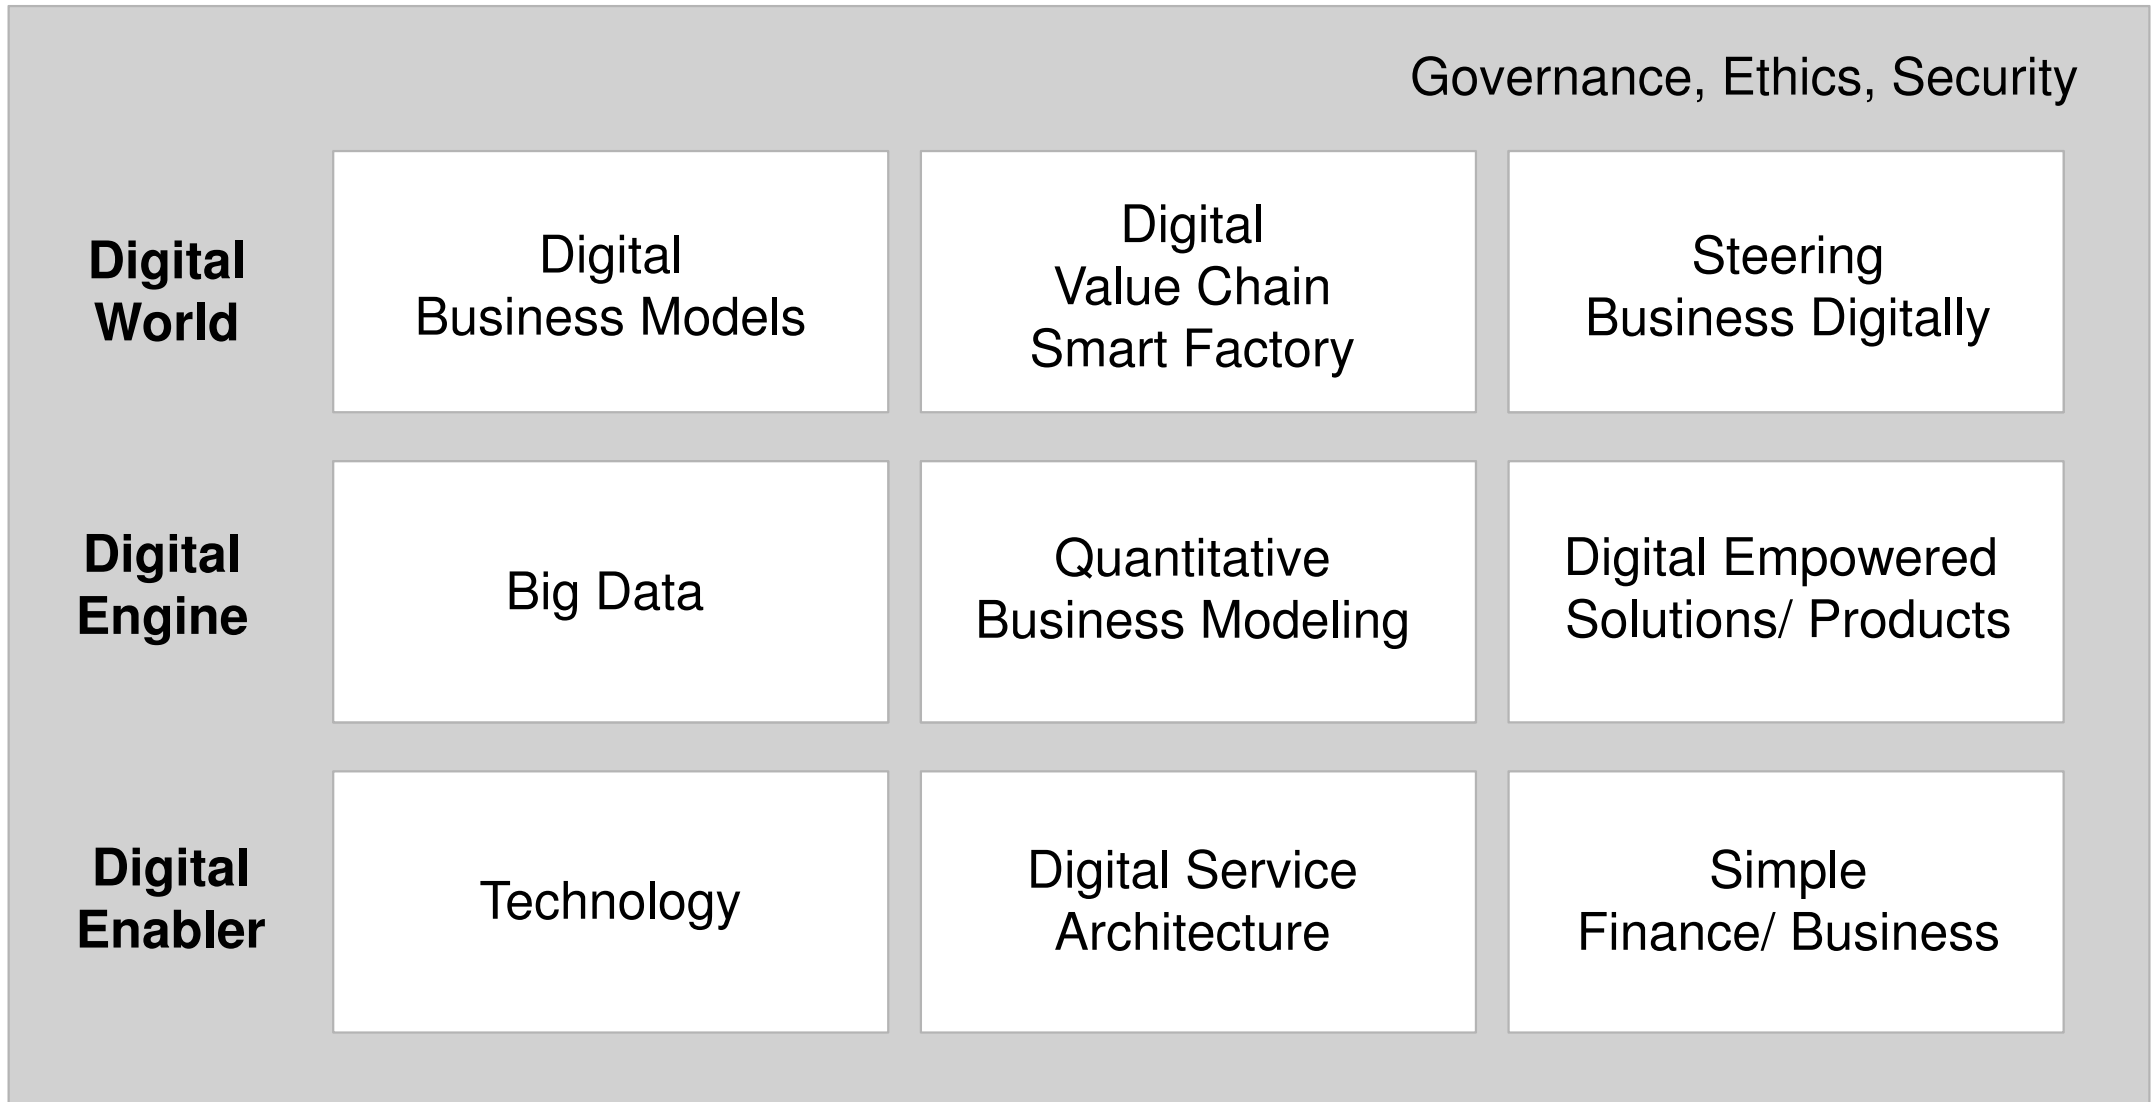 Governance, Ethics, Security
Digital
World
Digital
Business Models
Digital
Value Chain
Smart Factory
Steering
Business Digitally
Digital
Engine
Big Data
Quantitative
Business Modeling
Digital Empowered
Solutions/ Products
Digital
Enabler
Technology
Digital Service
Architecture
Simple
Finance/ Business